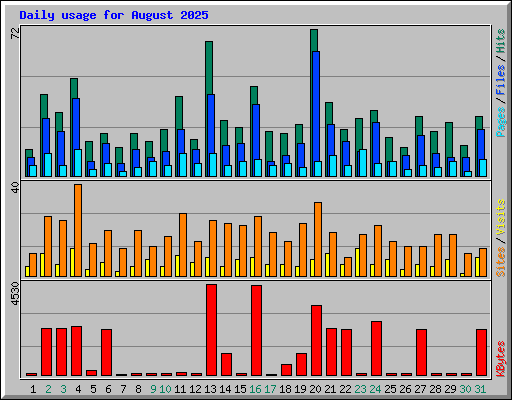 Daily usage for August 2025
72
Pages / Files / Hits
40
Sites / Visits
4530
KBytes
1 2 3 4 5 6 7 8 9 10 11 12 13 14 15 16 17 18 19 20 21 22 23 24 25 26 27 28 29 30 31